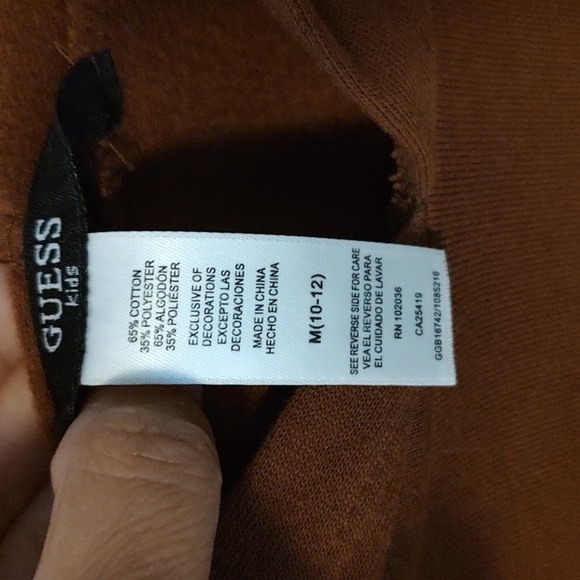 GUESS
kids
65% COTTON
35% POLYESTER
65% ALGODÓN
35% POLIÉSTER
EXCLUSIVE OF
DECORATIONS
EXCEPTO LAS
DECORACIONES
MADE IN CHINA
HECHO EN CHINA
M(10-12)
SEE REVERSE SIDE FOR CARE
VEA EL REVERSO PARA
EL CUIDADO DE LAVAR
RN 102036
CA25419
GGB16742/1085216